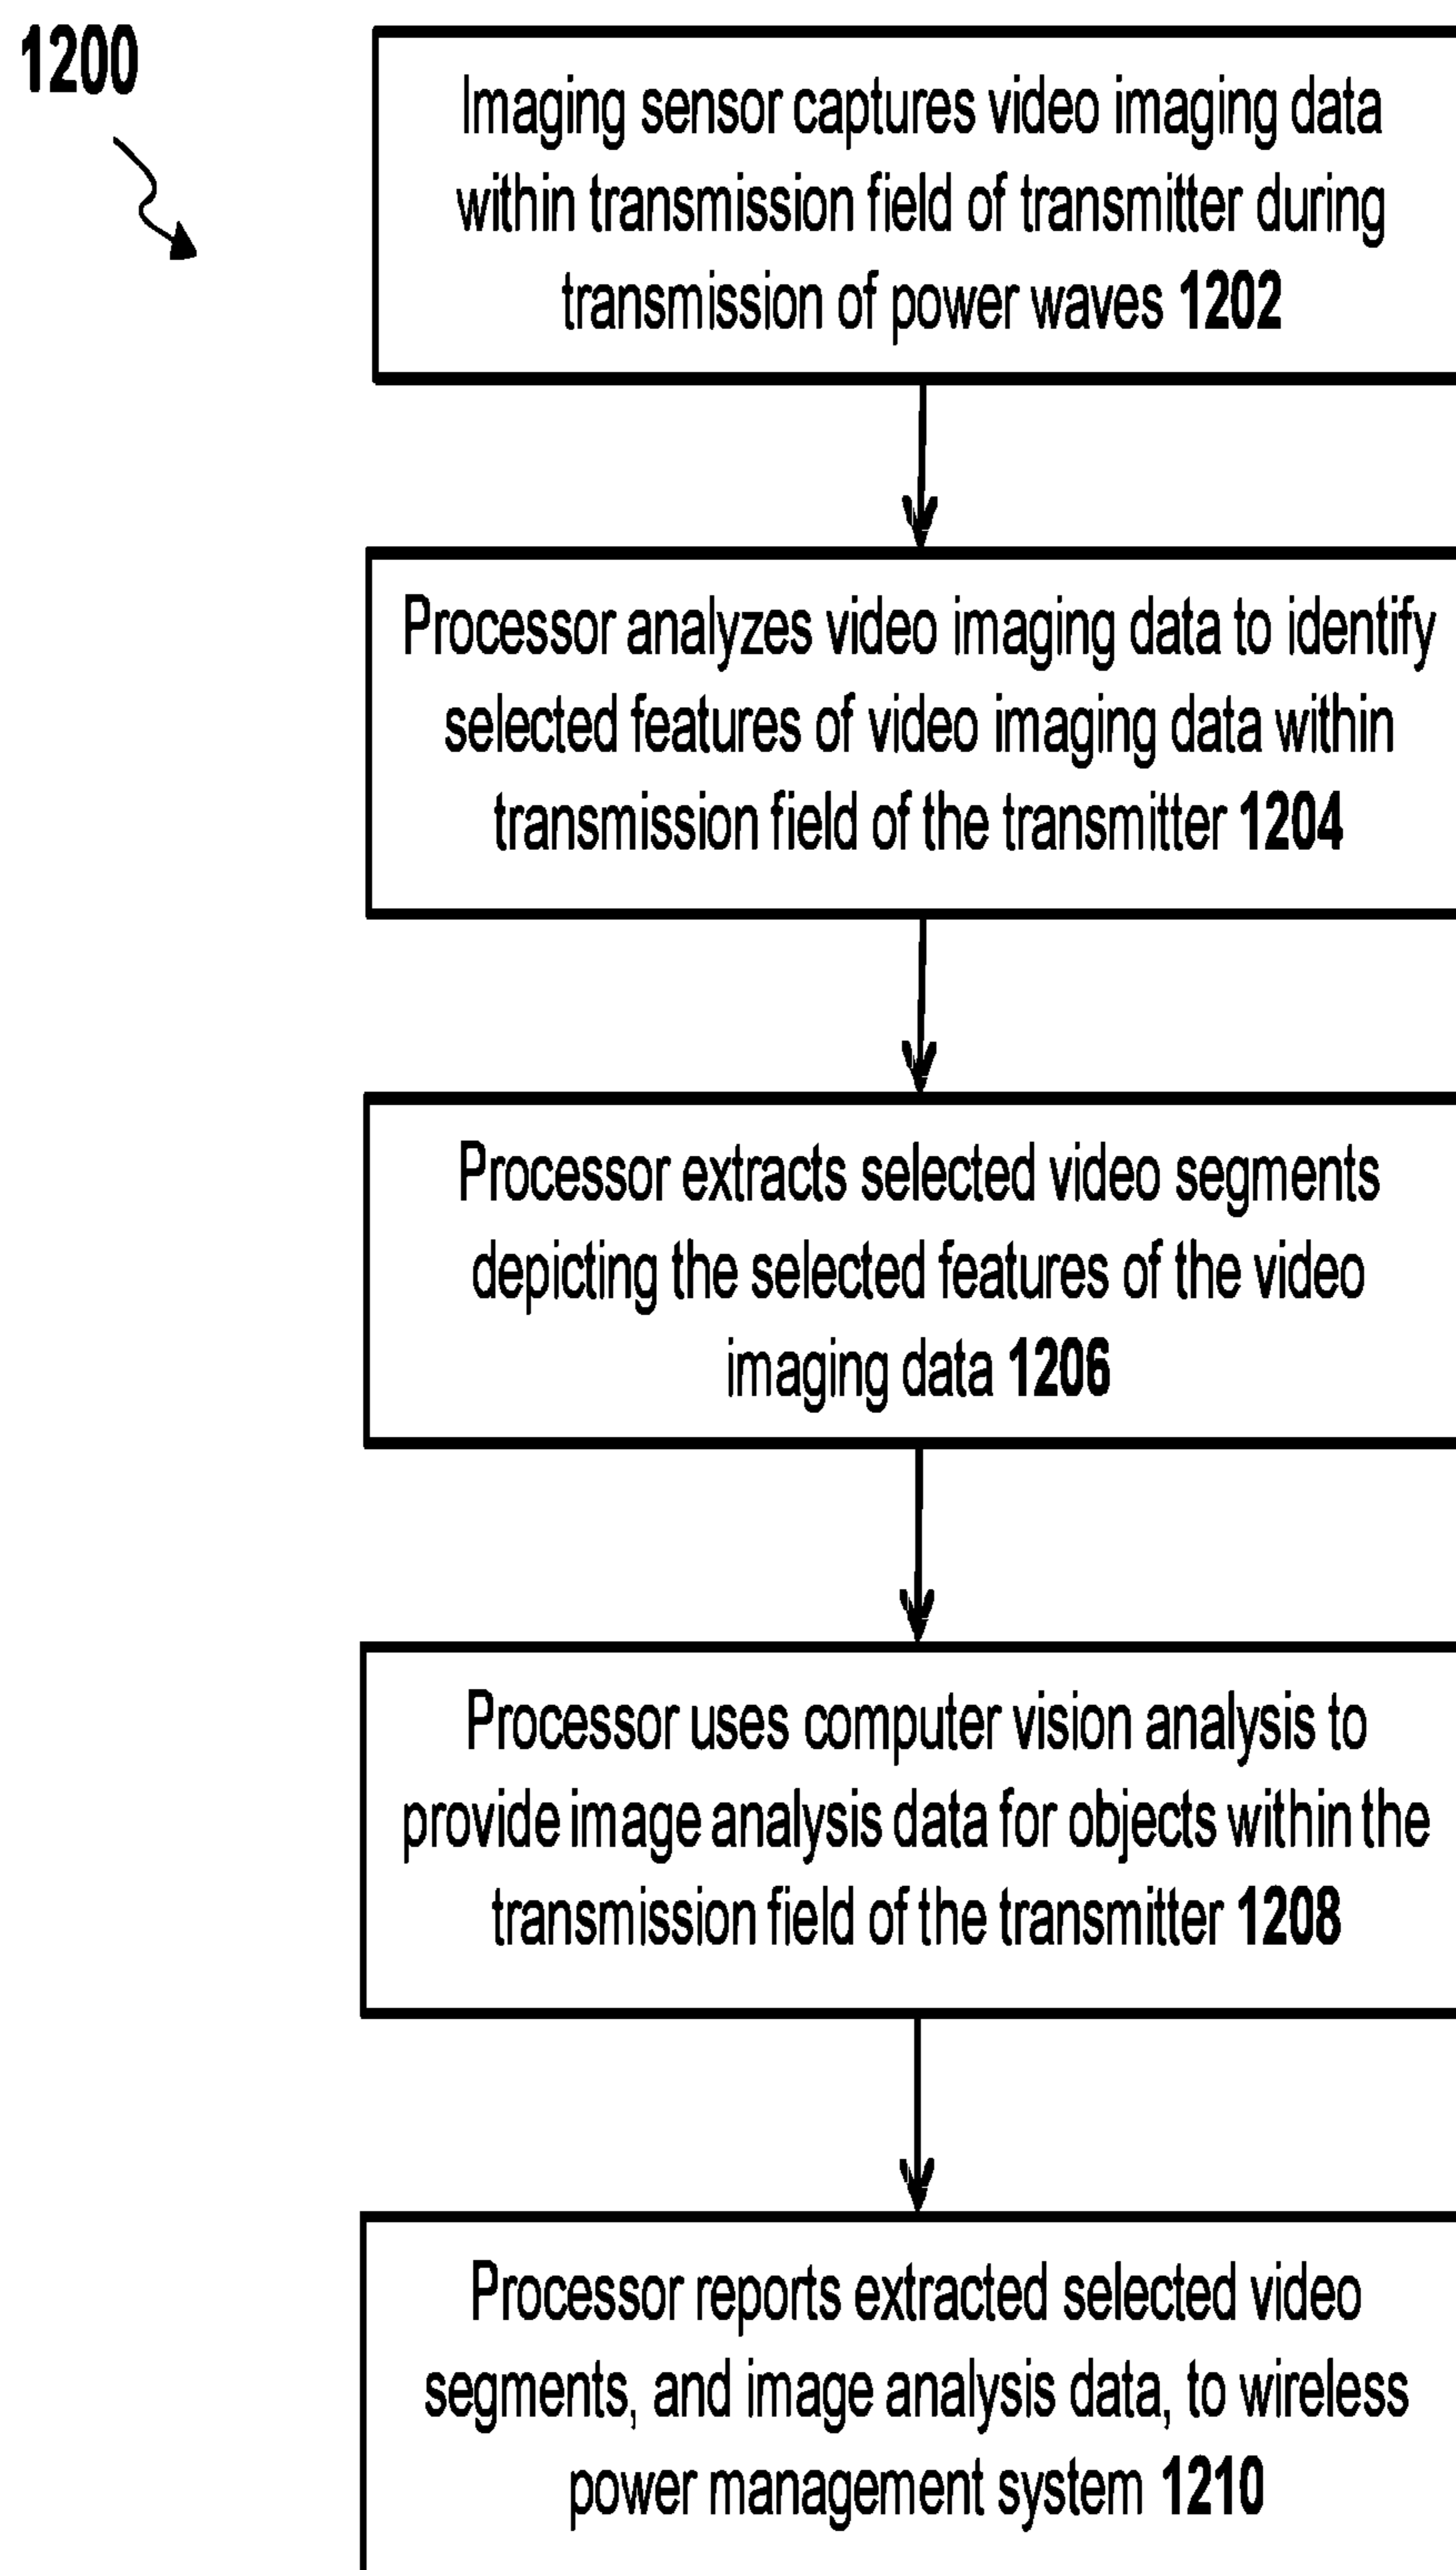 1200
Imaging sensor captures video imaging data
within transmission field of transmitter during
transmission of power waves 1202
Processor analyzes video imaging data to identify
selected features of video imaging data within
transmission field of the transmitter 1204
Processor extracts selected video segments
depicting the selected features of the video
imaging data 1206
Processor uses computer vision analysis to
provide image analysis data for objects within the
transmission field of the transmitter 1208
Processor reports extracted selected video
segments, and image analysis data, to wireless
power management system 1210